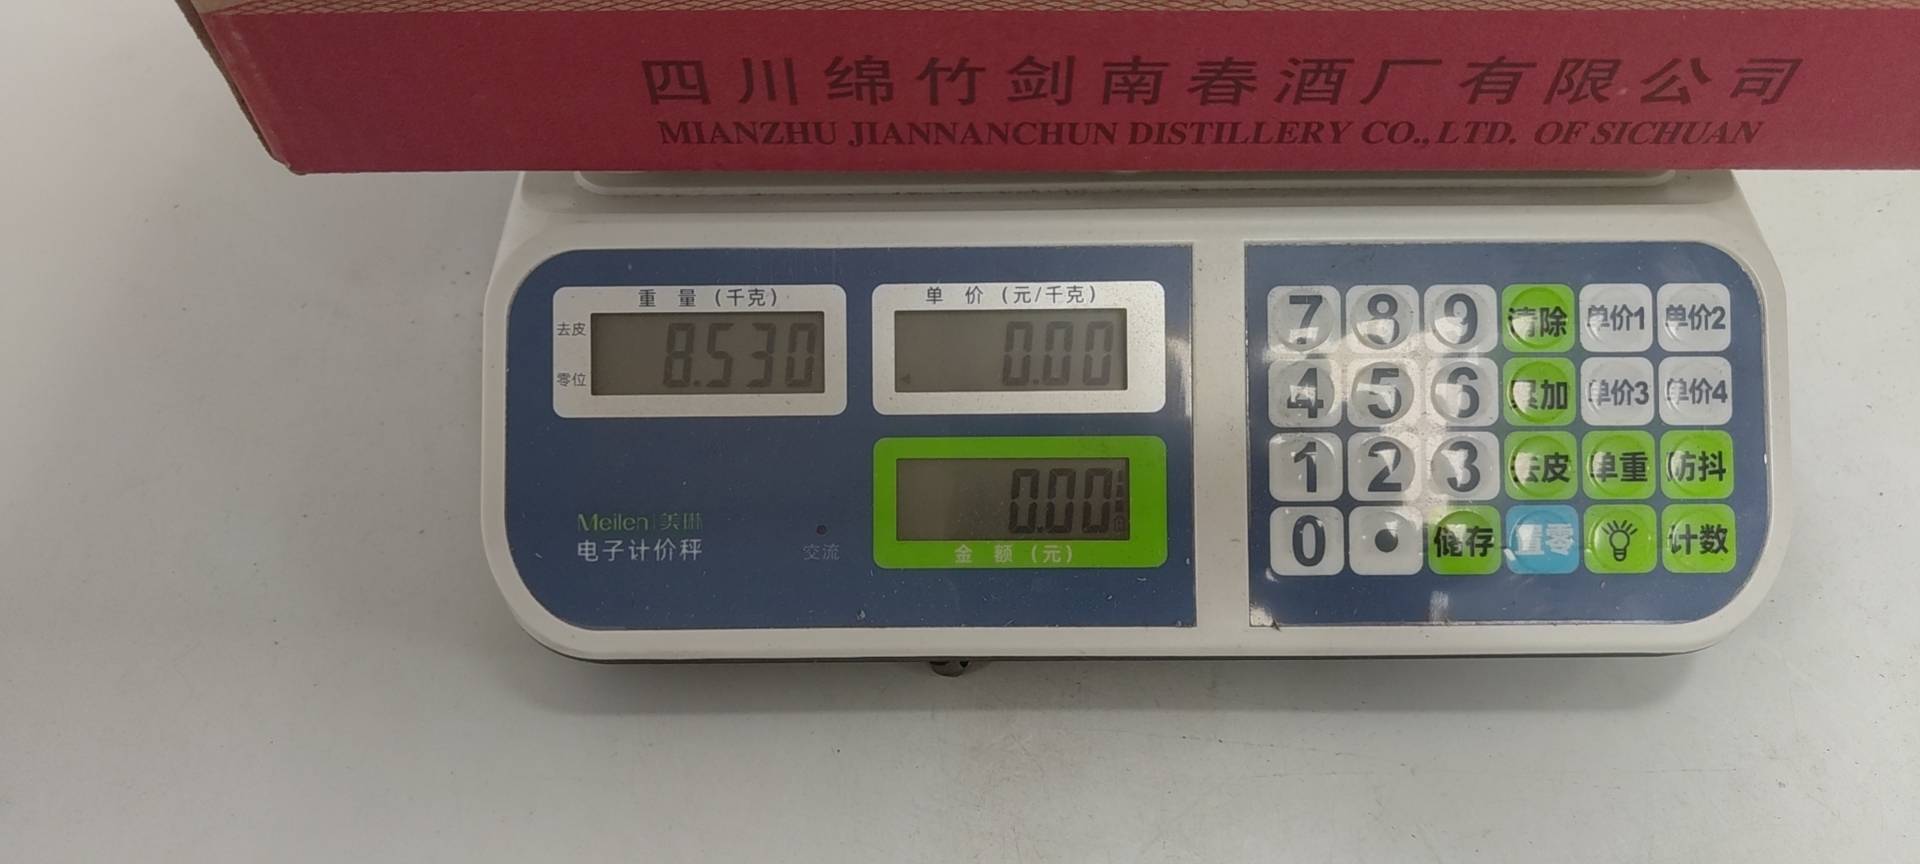 四川绵竹剑南春酒厂有限公司
MIANZHU JIANNANCHUN DISTILLERY CO.,LTD. OF SICHUAN
重量(千克)
去皮
零位
8.530
单价(元/千克)
0.00
0.00
金额(元)
Meilen 美琳
电子计价秤
交流
7 8 9 清除 单价1 单价2
4 5 6 累加 单价3 单价4
1 2 3 去皮 单重 防抖
0 . 储存 置零 计数